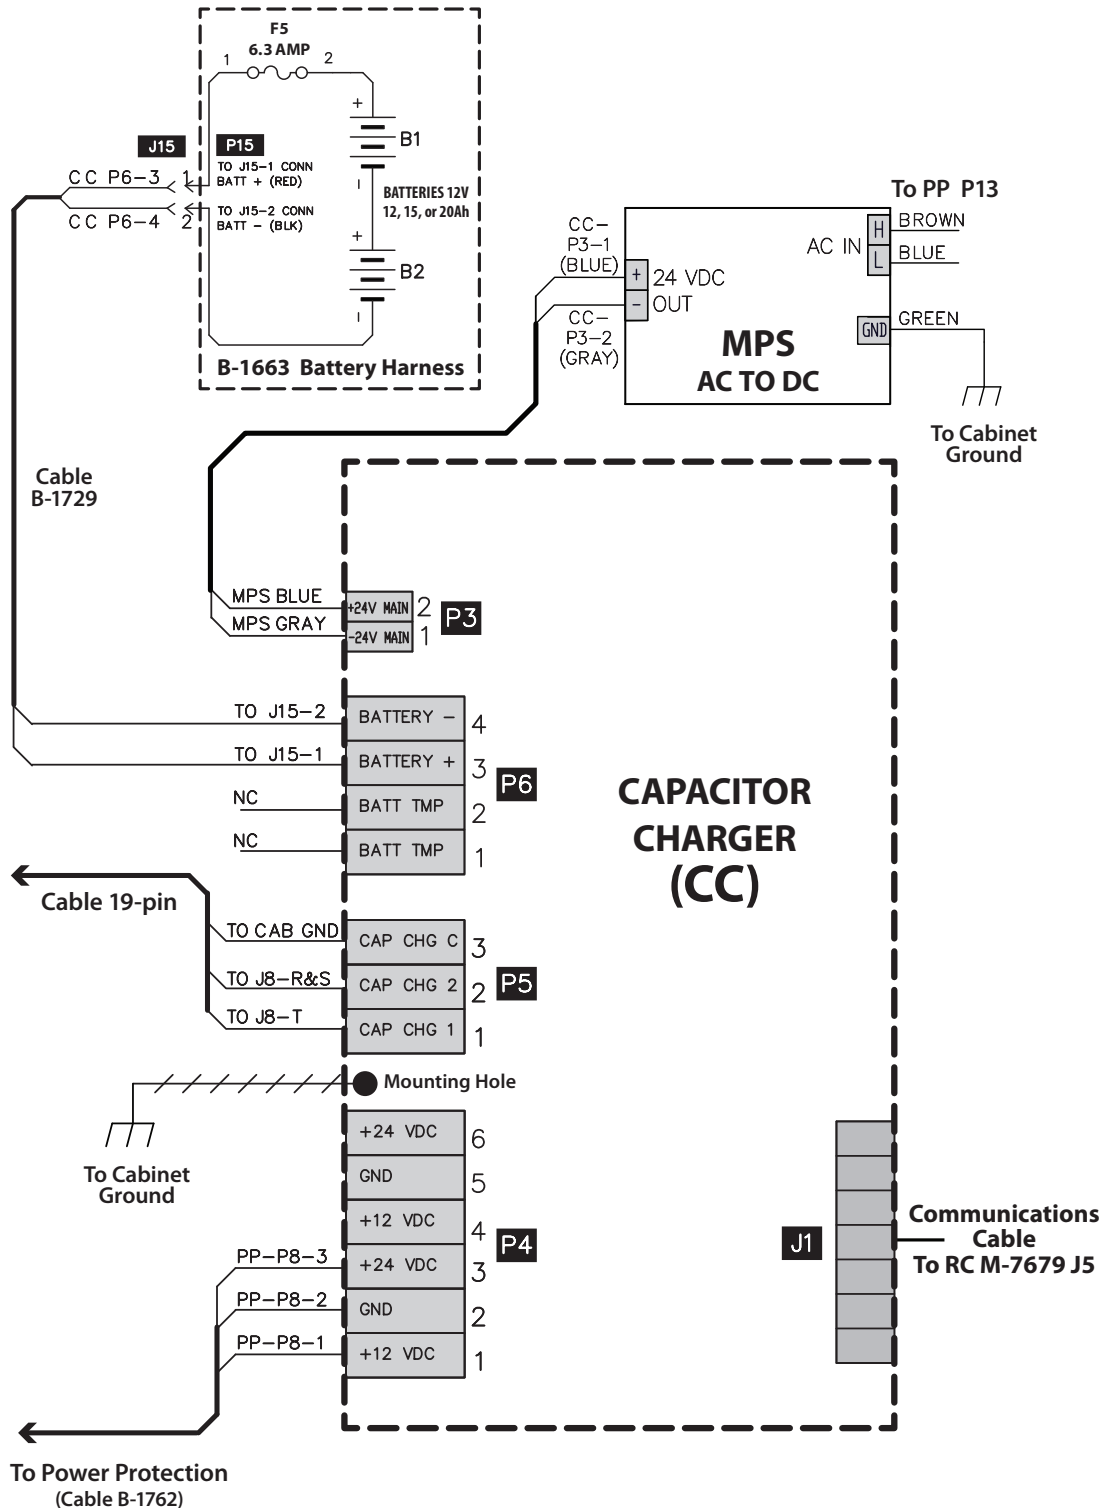 F5
6.3 AMP
1
2
+
B1
J15
P15
TO J15-1 CONN
BATT + (RED)
CC P6-3
1
–
BATTERIES 12V
12, 15, or 20Ah
TO J15-2 CONN
BATT – (BLK)
CC P6-4
2
+
B2
–
B-1663 Battery Harness
To PP P13
H
BROWN
AC IN
L
BLUE
CC-
P3-1
(BLUE)
+
24 VDC
–
OUT
CC-
P3-2
(GRAY)
GND
GREEN
MPS
AC TO DC
To Cabinet
Ground
Cable
B-1729
MPS BLUE
+24V MAIN
2
MPS GRAY
-24V MAIN
1
P3
TO J15-2
BATTERY –
4
TO J15-1
BATTERY +
3
NC
BATT TMP
2
NC
BATT TMP
1
P6
CAPACITOR
CHARGER
(CC)
Cable 19-pin
TO CAB GND
CAP CHG C
3
TO J8-R&S
CAP CHG 2
2
TO J8-T
CAP CHG 1
1
P5
Mounting Hole
To Cabinet
Ground
+24 VDC
6
GND
5
+12 VDC
4
PP-P8-3
+24 VDC
3
PP-P8-2
GND
2
PP-P8-1
+12 VDC
1
P4
J1
Communications
Cable
To RC M-7679 J5
To Power Protection
(Cable B-1762)